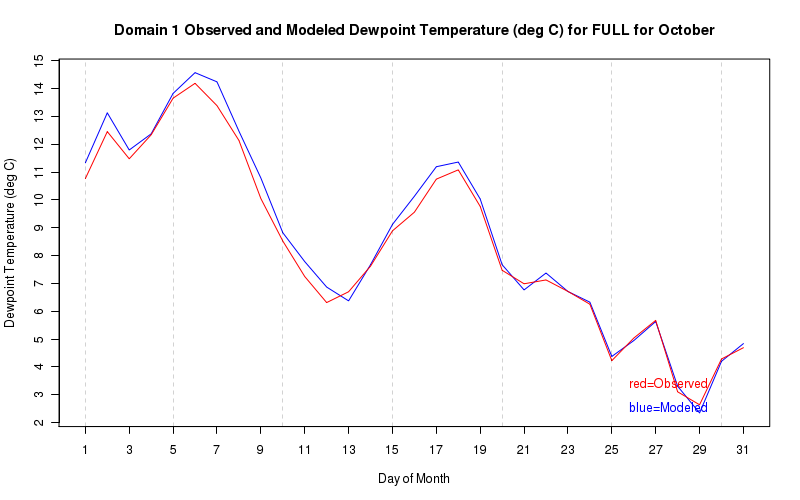 Domain 1 Observed and Modeled Dewpoint Temperature (deg C) for FULL for October
Dewpoint Temperature (deg C)
15
14
13
12
11
10
9
8
7
6
5
4
3
2
red=Observed
blue=Modeled
1 3 5 7 9 11 13 15 17 19 21 23 25 27 29 31
Day of Month